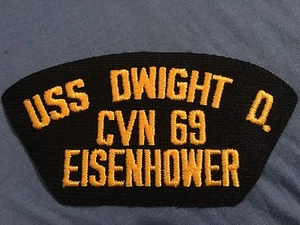 USS DWIGHT D.
CVN 69
EISENHOWER